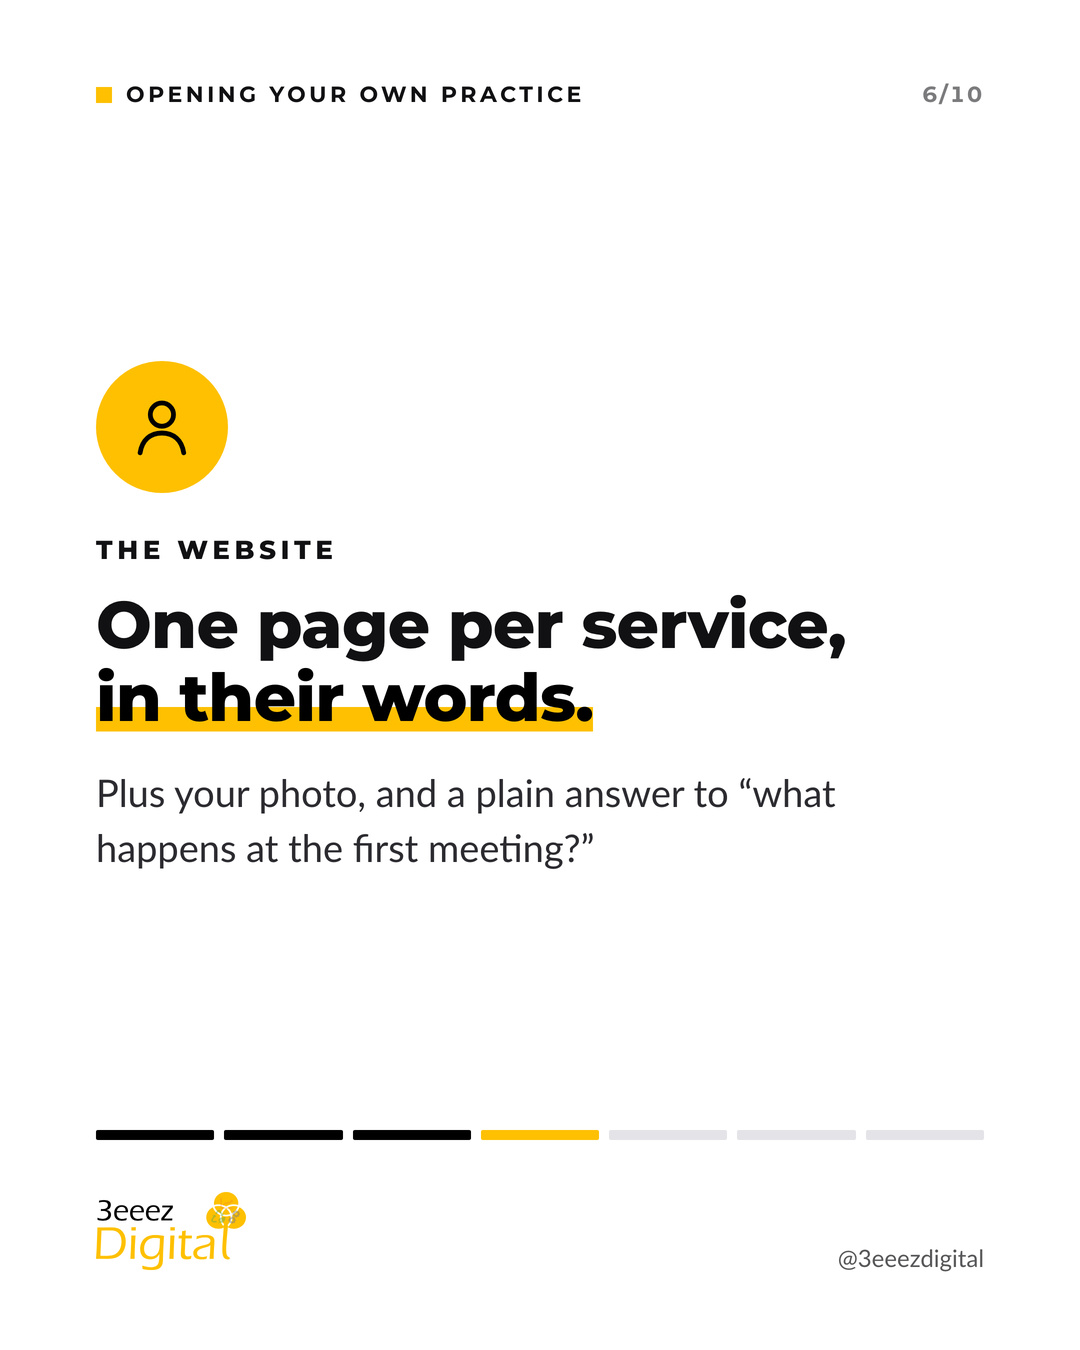 OPENING YOUR OWN PRACTICE
6/10
THE WEBSITE
One page per service,
in their words.
Plus your photo, and a plain answer to “what
happens at the first meeting?”
3eeez
Digital
@3eeezdigital